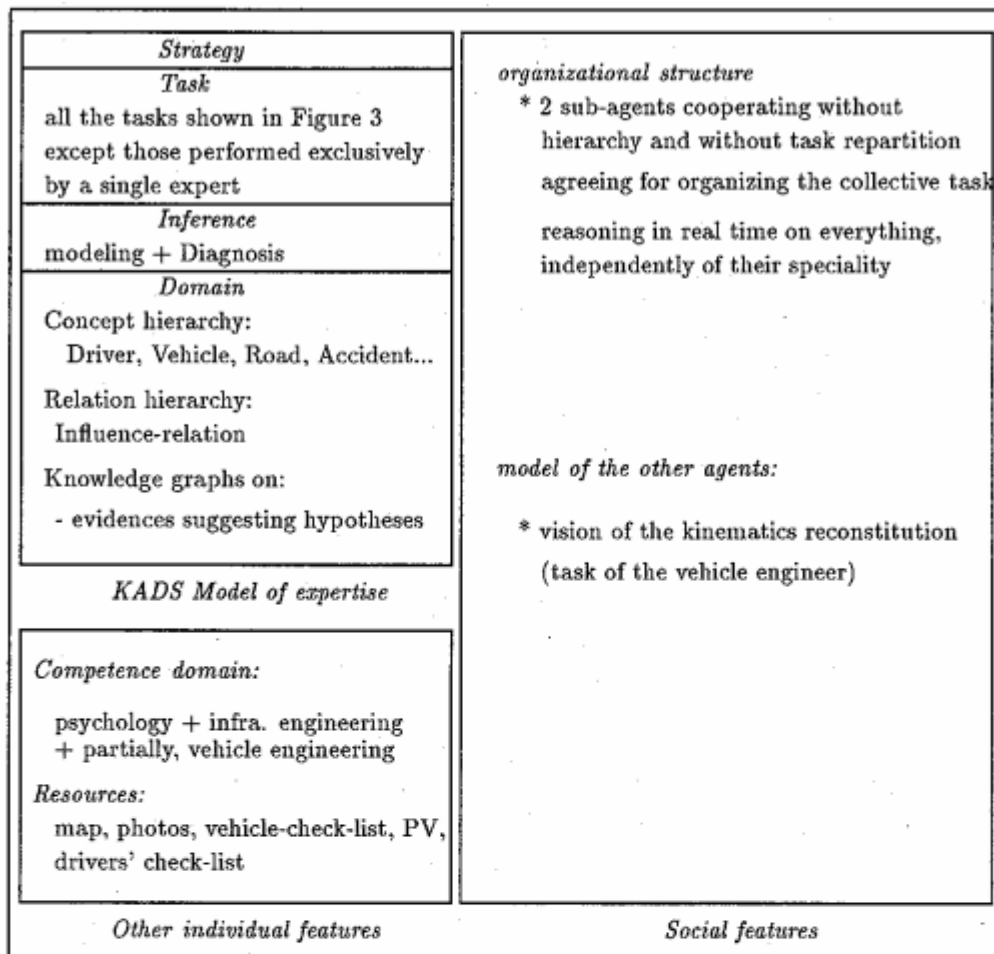 Strategy
Task
all the tasks shown in Figure 3
except those performed exclusively
by a single expert
Inference
modeling + Diagnosis
Domain
Concept hierarchy:
Driver, Vehicle, Road, Accident...
Relation hierarchy:
Influence-relation
Knowledge graphs on:
- evidences suggesting hypotheses
KADS Model of expertise
Competence domain:
psychology + infra. engineering
+ partially, vehicle engineering
Resources:
map, photos, vehicle-check-list, PV,
drivers' check-list
Other individual features
organizational structure
* 2 sub-agents cooperating without
hierarchy and without task repartition
agreeing for organizing the collective task
reasoning in real time on everything,
independently of their speciality
model of the other agents:
* vision of the kinematics reconstitution
(task of the vehicle engineer)
Social features